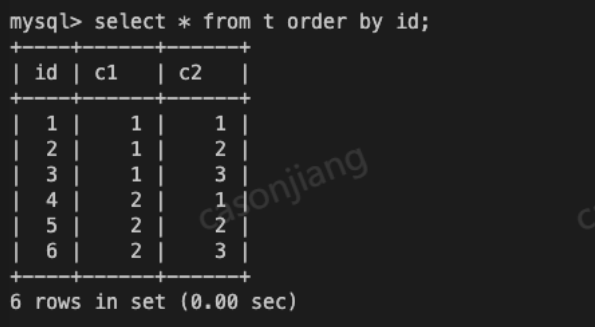 mysql> select * from t order by id;
+----+------+------+
| id | c1   | c2   |
+----+------+------+
|  1 |    1 |    1 |
|  2 |    1 |    2 |
|  3 |    1 |    3 |
|  4 |    2 |    1 |
|  5 |    2 |    2 |
|  6 |    2 |    3 |
+----+------+------+
6 rows in set (0.00 sec)
casonjiang
c